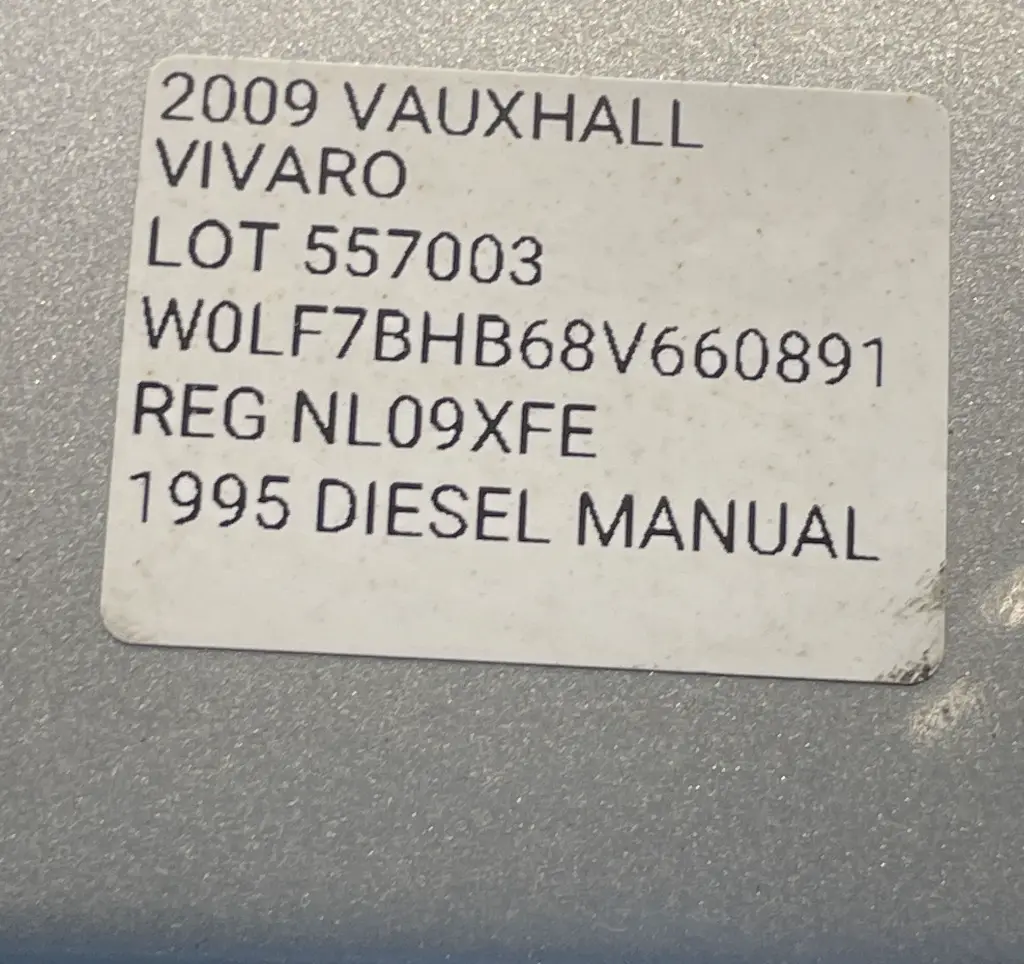 2009 VAUXHALL
VIVARO
LOT 557003
W0LF7BHB68V660891
REG NL09XFE
1995 DIESEL MANUAL